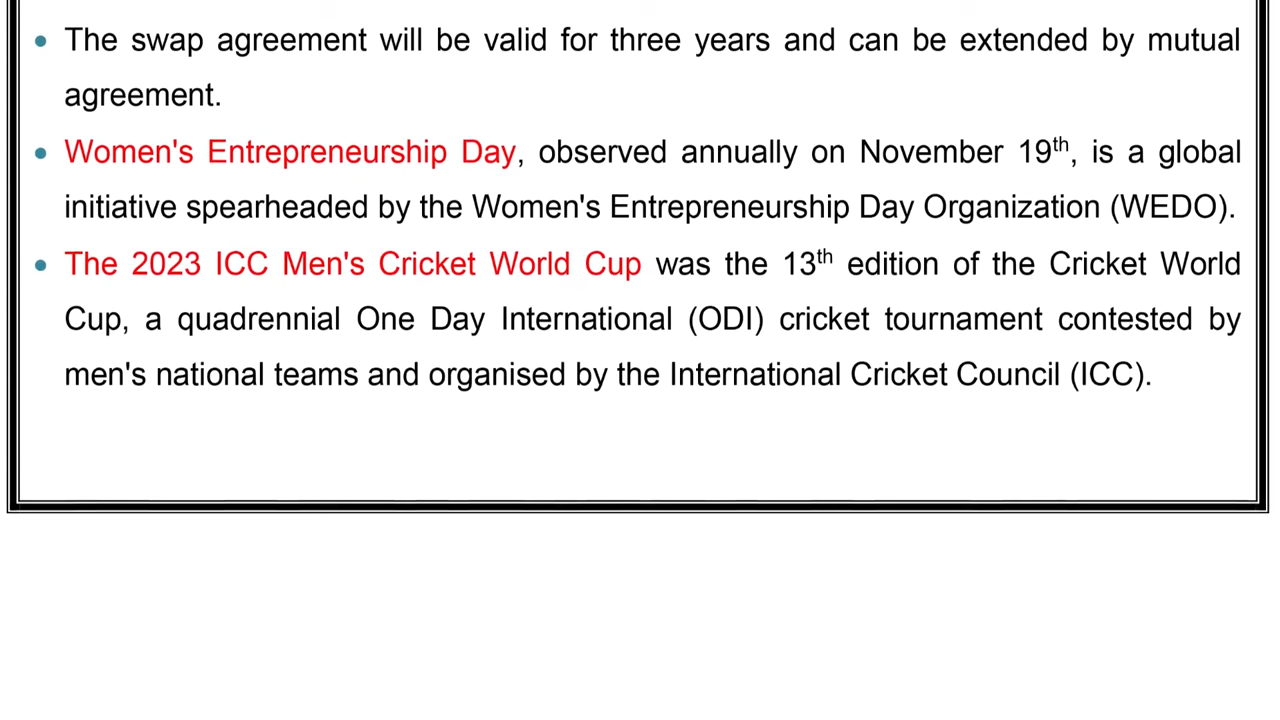 • The swap agreement will be valid for three years and can be extended by mutual
agreement.
• Women's Entrepreneurship Day, observed annually on November 19th, is a global
initiative spearheaded by the Women's Entrepreneurship Day Organization (WEDO).
• The 2023 ICC Men's Cricket World Cup was the 13th edition of the Cricket World
Cup, a quadrennial One Day International (ODI) cricket tournament contested by
men's national teams and organised by the International Cricket Council (ICC).